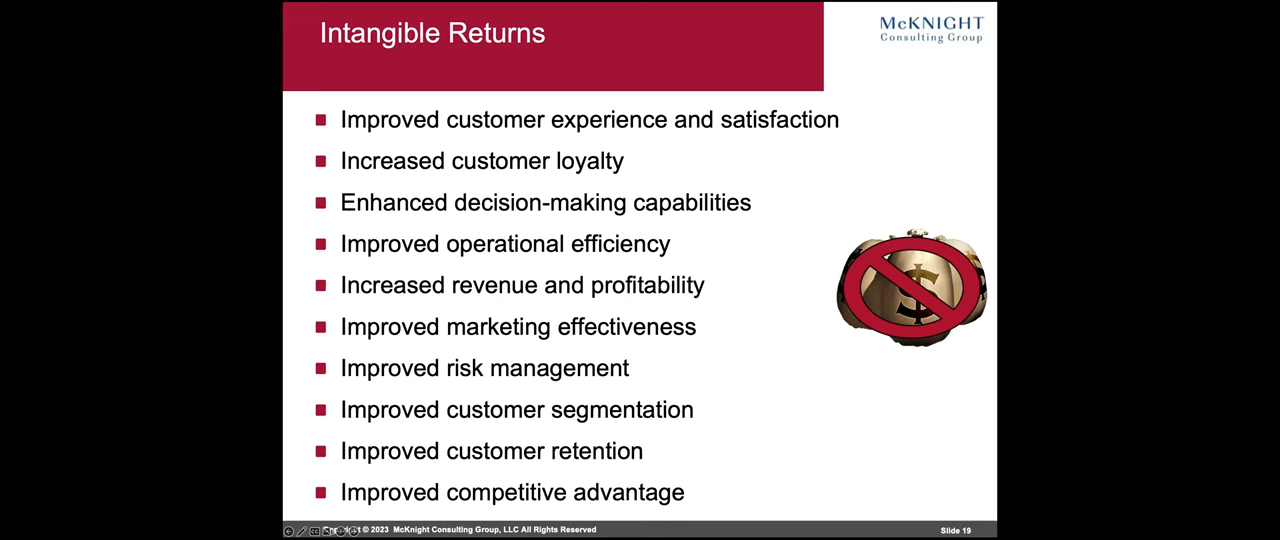 Intangible Returns
McKNIGHT
Consulting Group
Improved customer experience and satisfaction
Increased customer loyalty
Enhanced decision-making capabilities
Improved operational efficiency
Increased revenue and profitability
Improved marketing effectiveness
Improved risk management
Improved customer segmentation
Improved customer retention
Improved competitive advantage
$
© 2023 McKnight Consulting Group, LLC All Rights Reserved
Slide 19